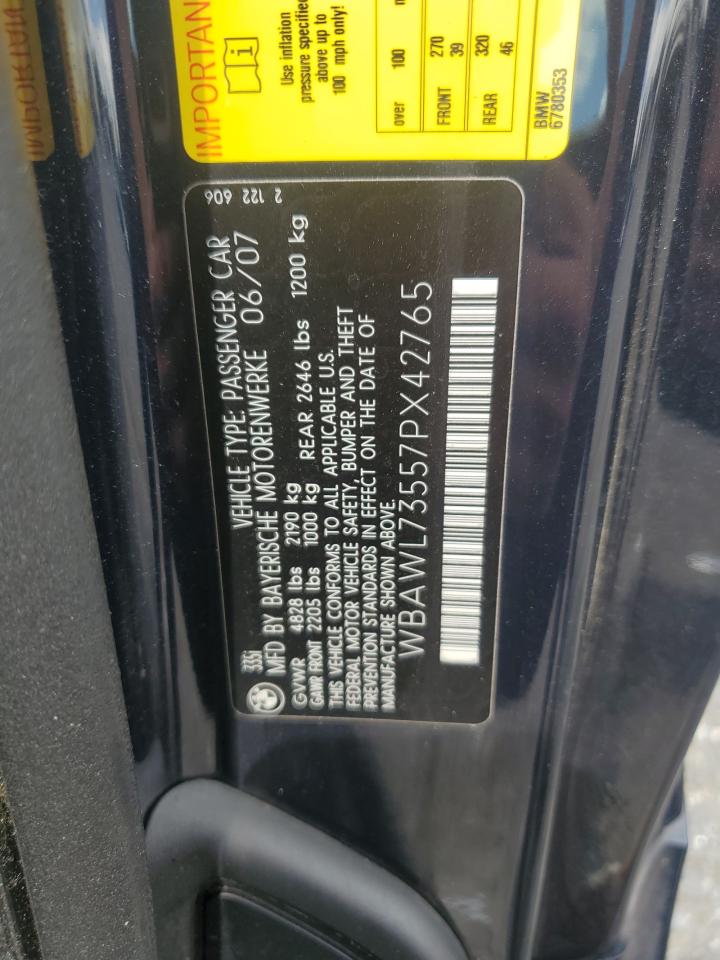 IMPORTAN
Use inflation
pressure specified
above up to
100 mph only!
over 100
FRONT 270
39
REAR 320
46
BMW
6780353
2 122 606
335i VEHICLE TYPE: PASSENGER CAR
MFD BY BAYERISCHE MOTORENWERKE 06/07
GVWR 4828 lbs 2190 kg
GAWR FRONT 2205 lbs 1000 kg REAR 2646 lbs 1200 kg
THIS VEHICLE CONFORMS TO ALL APPLICABLE U.S.
FEDERAL MOTOR VEHICLE SAFETY, BUMPER AND THEFT
PREVENTION STANDARDS IN EFFECT ON THE DATE OF
MANUFACTURE SHOWN ABOVE.
WBAWL73557PX42765